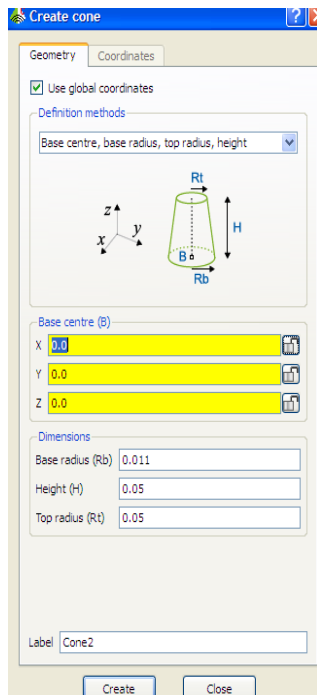 Create cone
Geometry Coordinates
Use global coordinates
Definition methods
Base centre, base radius, top radius, height
Rt
z
y
x
H
B
Rb
Base centre (B)
X 0.0
Y 0.0
Z 0.0
Dimensions
Base radius (Rb) 0.011
Height (H) 0.05
Top radius (Rt) 0.05
Label Cone2
Create Close